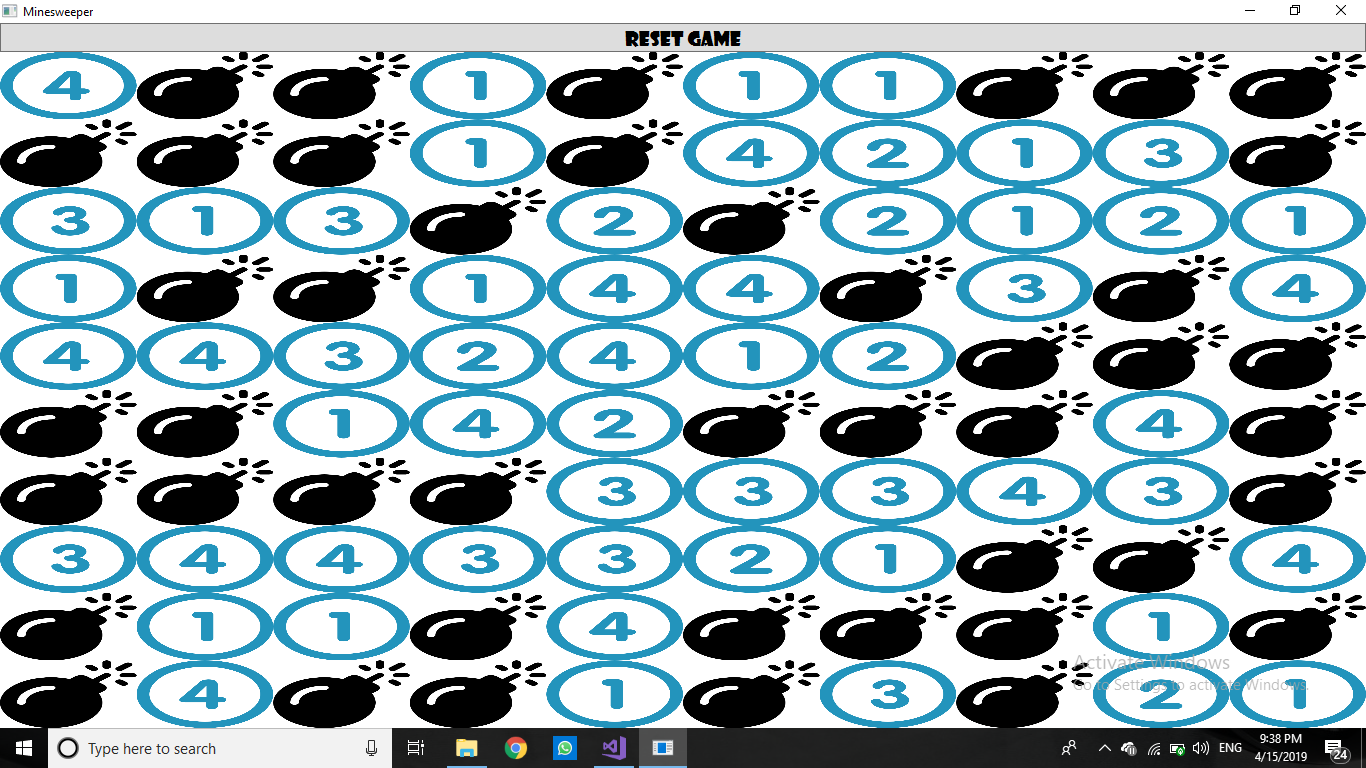 Minesweeper
RESET GAME
4 1 1 1
1 4 2 1 3
3 1 3 2 2 1 2 1
1 1 4 4 3 4
4 4 3 2 4 1 2
1 4 2 4
3 3 3 4 3
3 4 4 3 3 2 1 4
1 1 4 1
4 1 3 2 1
Activate Windows
Go to Settings to activate Windows.
Type here to search
ENG
9:38 PM
4/15/2019
24